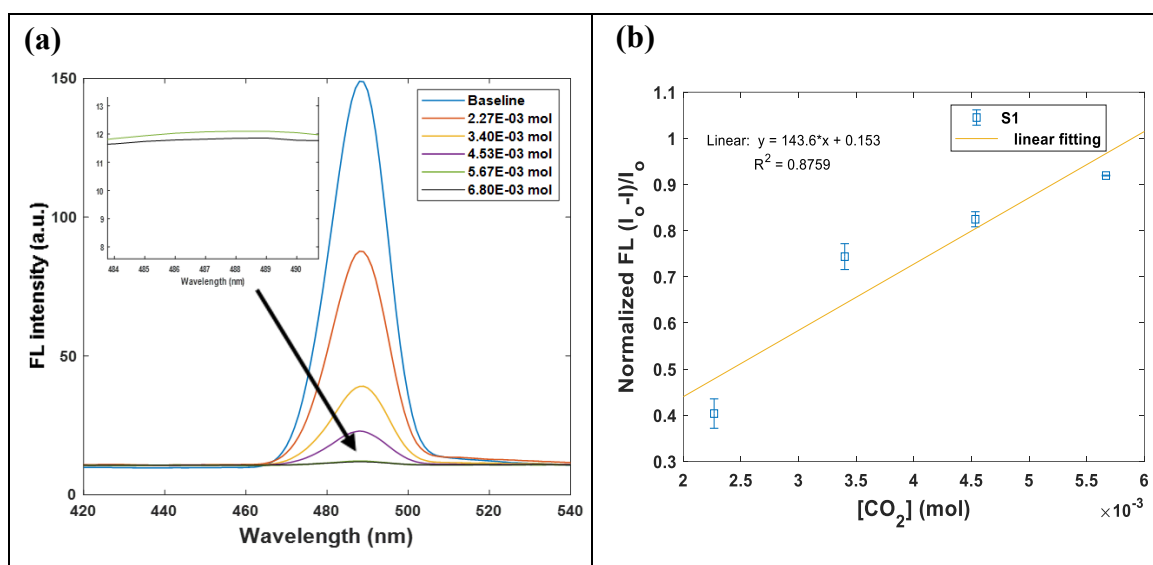 (a)
150
100
50
0
FL intensity (a.u.)
420
440
460
480
500
520
540
Wavelength (nm)
Baseline
2.27E-03 mol
3.40E-03 mol
4.53E-03 mol
5.67E-03 mol
6.80E-03 mol
13
12
11
10
9
8
484
485
486
487
488
489
490
Wavelength (nm)
(b)
1.1
1
0.9
0.8
0.7
0.6
0.5
0.4
0.3
Normalized FL (I_o-I)/I_o
Linear: y = 143.6*x + 0.153
R² = 0.8759
S1
linear fitting
2
2.5
3
3.5
4
4.5
5
5.5
6
×10⁻³
[CO₂] (mol)